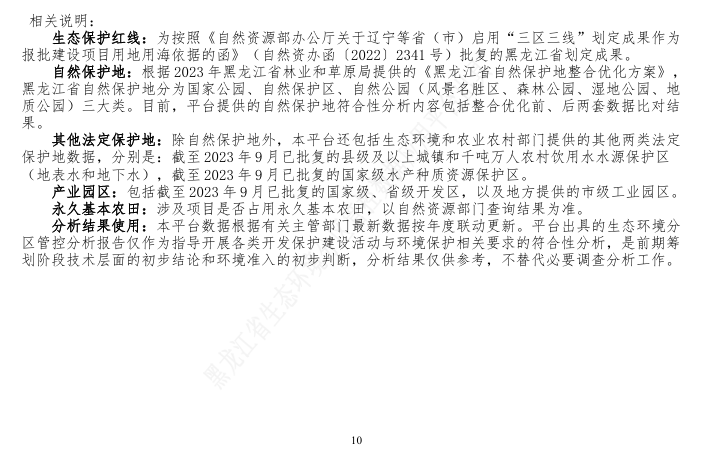 相关说明：
生态保护红线：为按照《自然资源部办公厅关于辽宁等省（市）启用“三区三线”划定成果作为
报批建设项目用地用海依据的函》（自然资办函〔2022〕2341 号）批复的黑龙江省划定成果。
自然保护地：根据 2023 年黑龙江省林业和草原局提供的《黑龙江省自然保护地整合优化方案》，
黑龙江省自然保护地分为国家公园、自然保护区、自然公园（风景名胜区、森林公园、湿地公园、地
质公园）三大类。目前，平台提供的自然保护地符合性分析内容包括整合优化前、后两套数据比对结
果。
其他法定保护地：除自然保护地外，本平台还包括生态环境和农业农村部门提供的其他两类法定
保护地数据，分别是：截至 2023 年 9 月已批复的县级及以上城镇和千吨万人农村饮用水水源保护区
（地表水和地下水），截至 2023 年 9 月已批复的国家级水产种质资源保护区。
产业园区：包括截至 2023 年 9 月已批复的国家级、省级开发区，以及地方提供的市级工业园区。
永久基本农田：涉及项目是否占用永久基本农田，以自然资源部门查询结果为准。
分析结果使用：本平台数据根据有关主管部门最新数据按年度联动更新。平台出具的生态环境分
区管控分析报告仅作为指导开展各类开发保护建设活动与环境保护相关要求的符合性分析，是前期筹
划阶段技术层面的初步结论和环境准入的初步判断，分析结果仅供参考，不替代必要调查分析工作。
黑龙江省生态环境
10